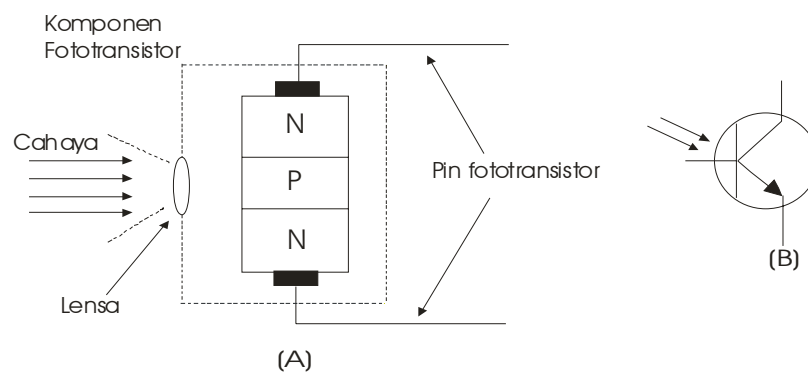 Komponen
Fototransistor
Cahaya
N
P
N
Pin fototransistor
Lensa
(A)
(B)